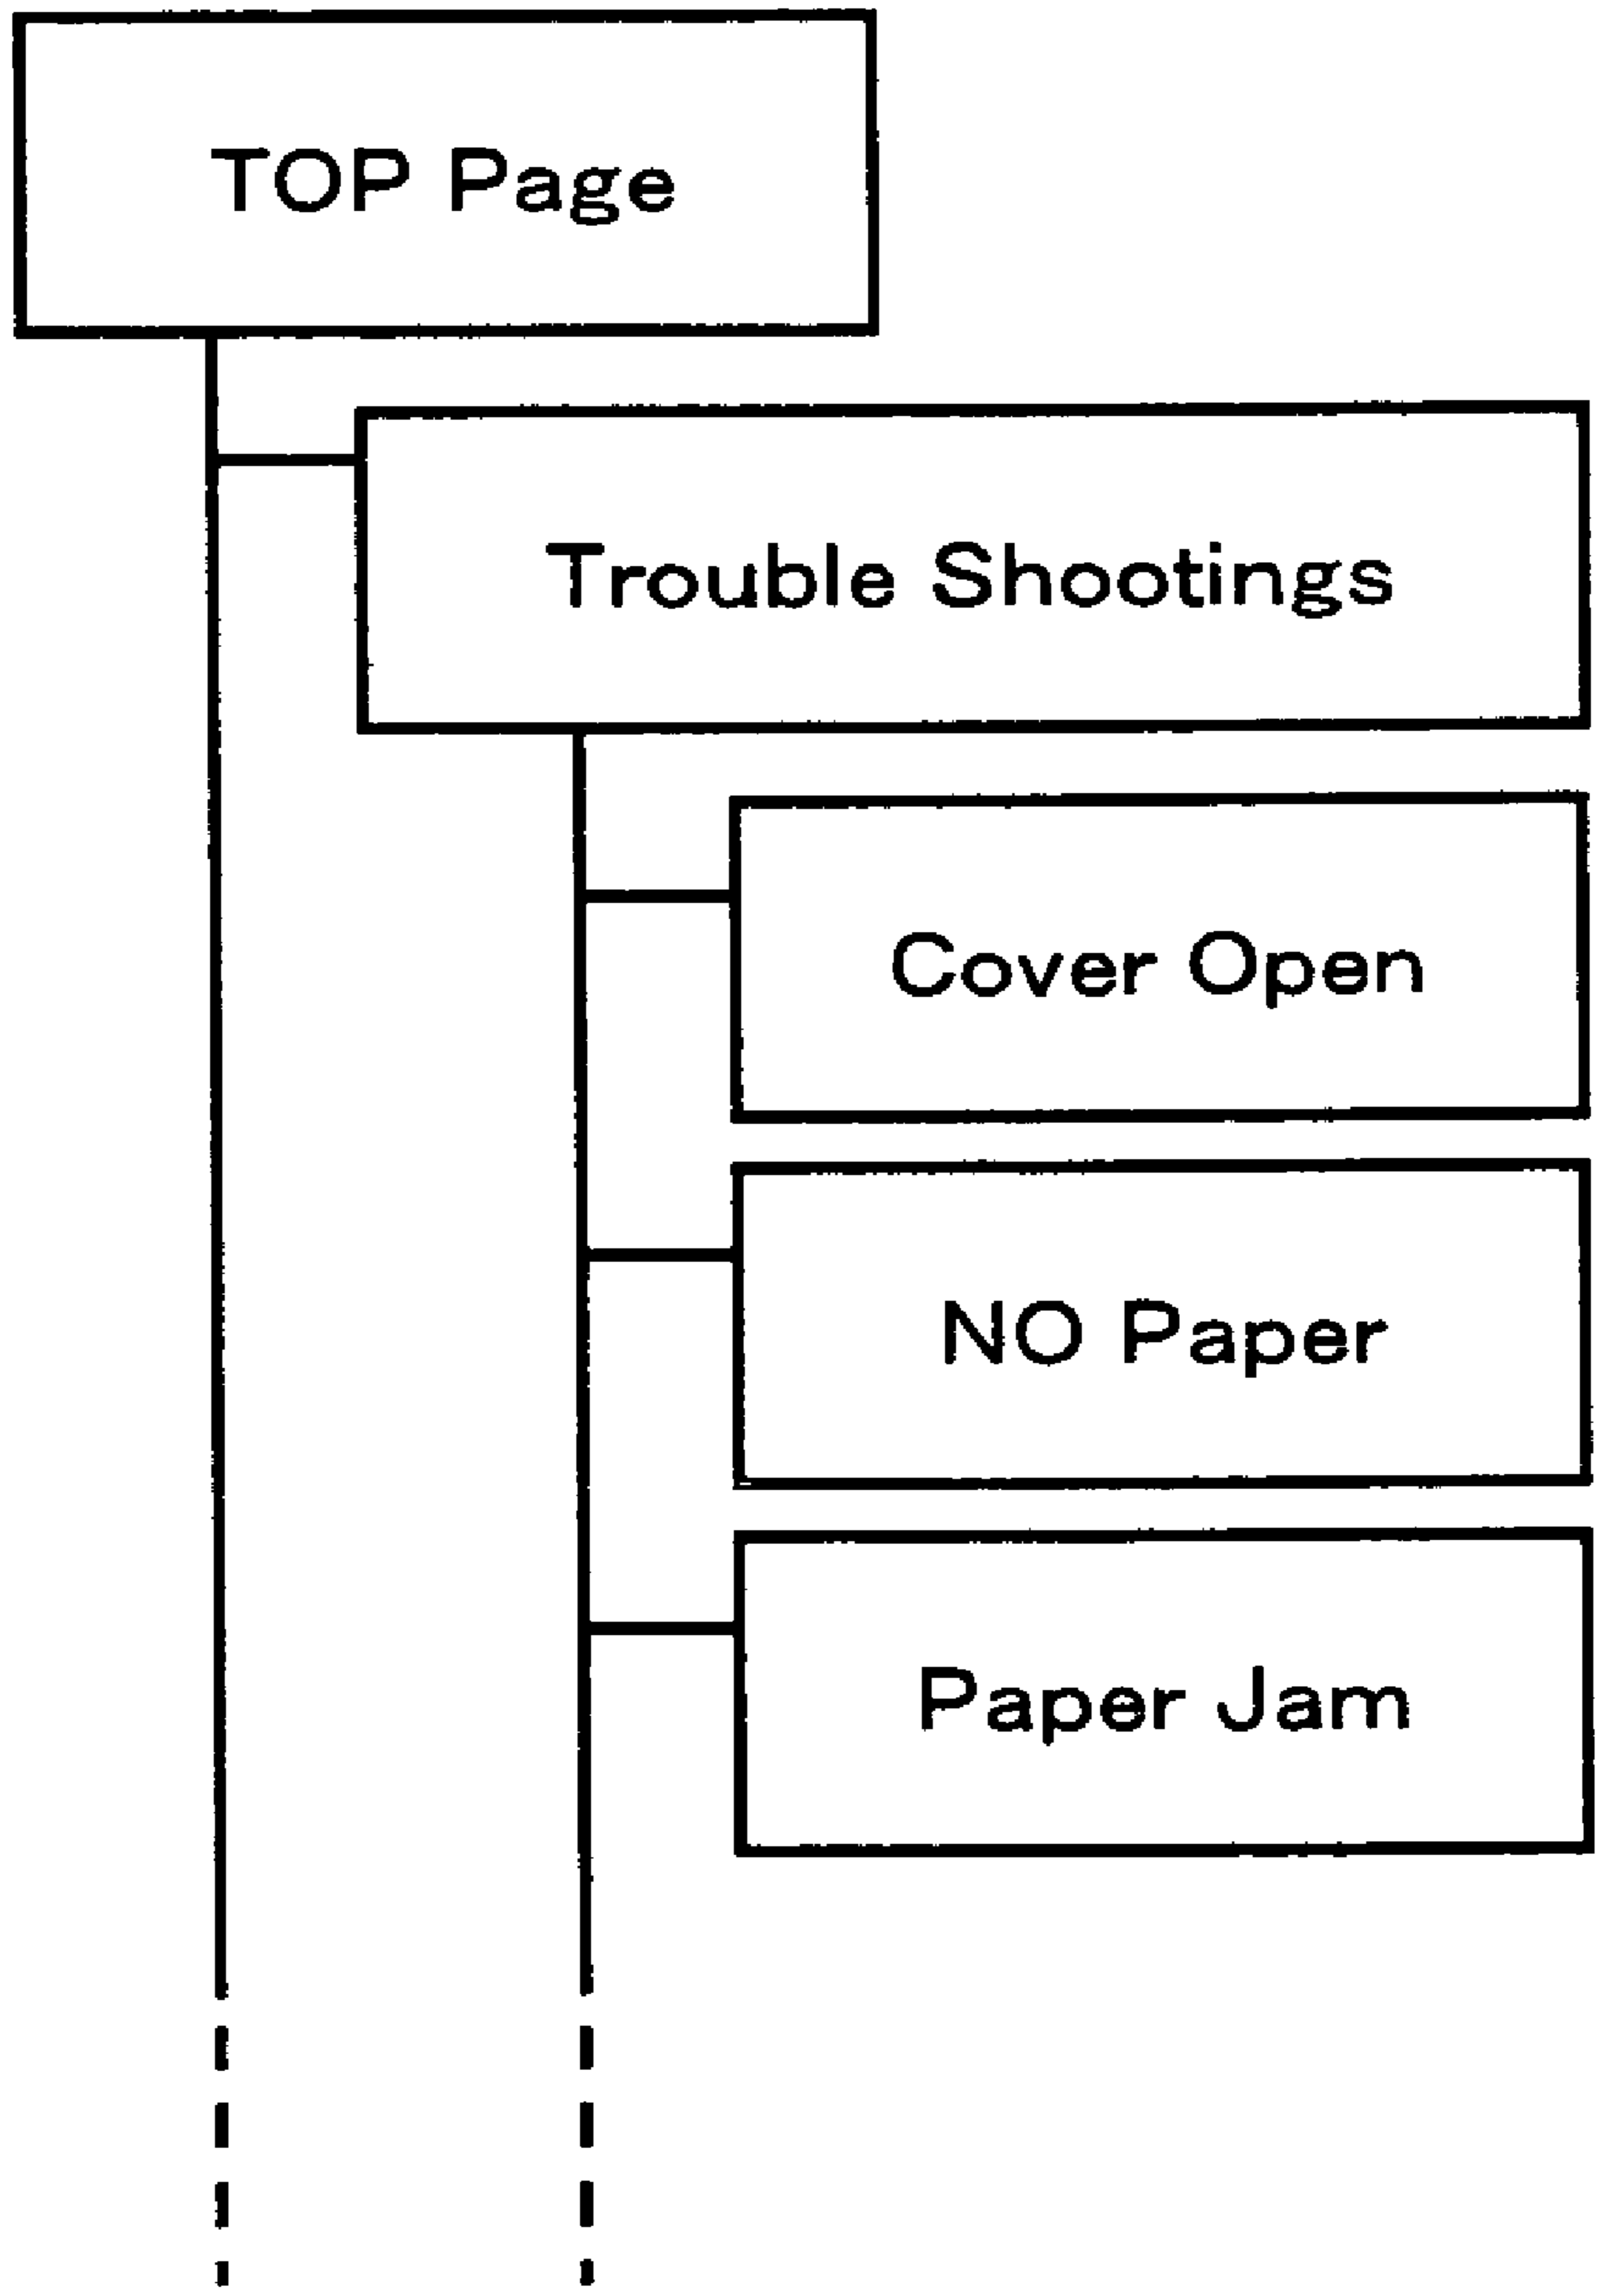 TOP Page
Trouble Shootings
Cover Open
NO Paper
Paper Jam